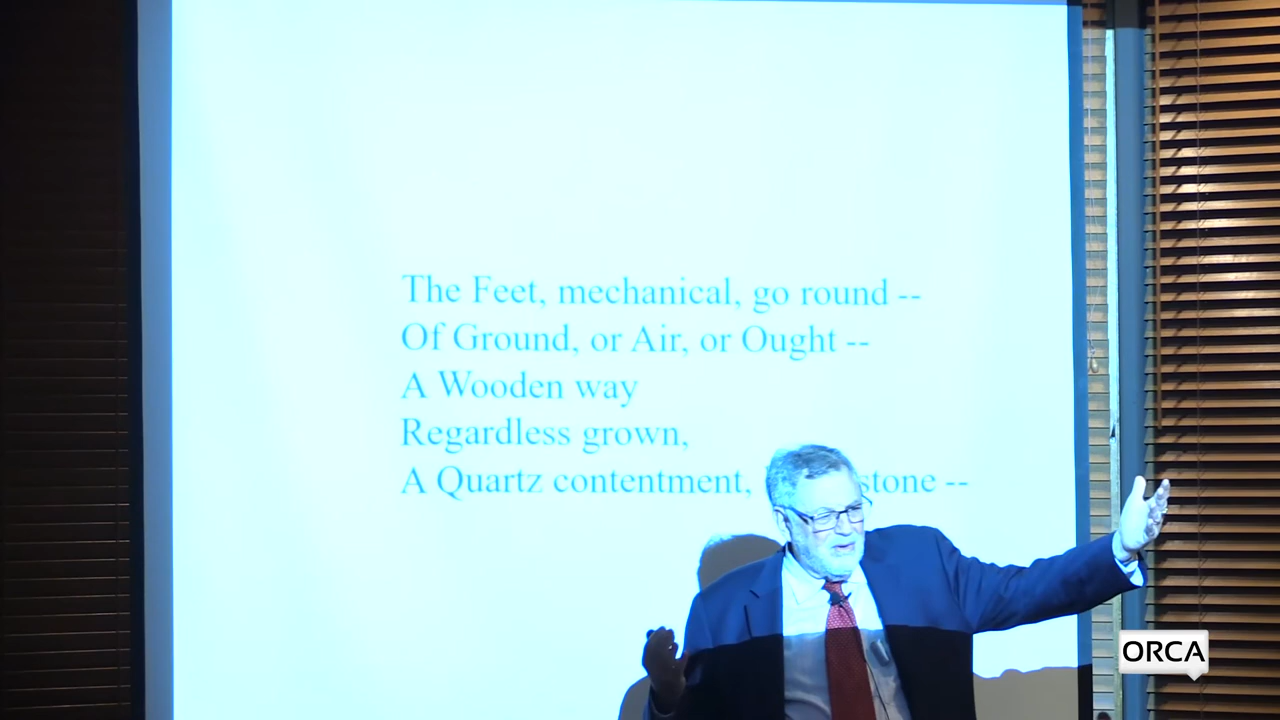 The Feet, mechanical, go round --
Of Ground, or Air, or Ought --
A Wooden way
Regardless grown,
A Quartz contentment, stone --
ORCA